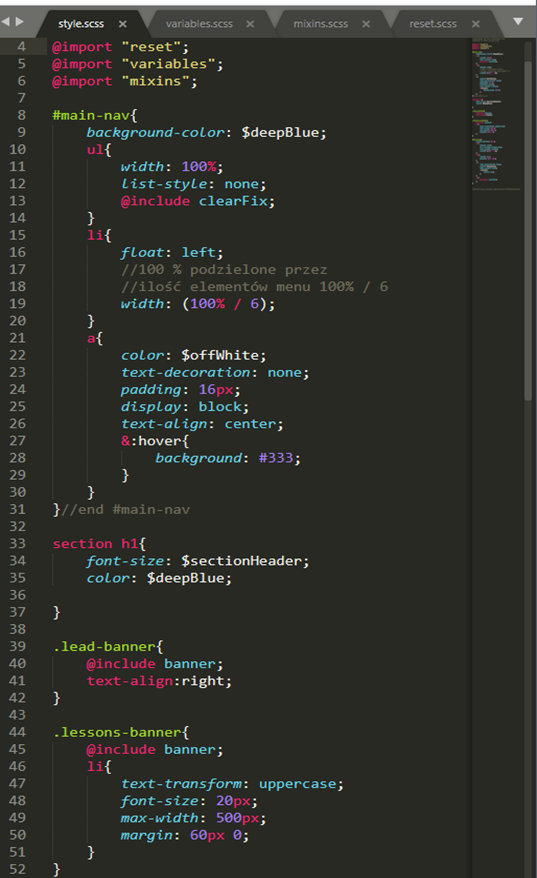 style.scss × variables.scss × mixins.scss × reset.scss ×
4 @import "reset";
5 @import "variables";
6 @import "mixins";
7
8 #main-nav{
9 background-color: $deepBlue;
10 ul{
11 width: 100%;
12 list-style: none;
13 @include clearFix;
14 }
15 li{
16 float: left;
17 //100 % podzielone przez
18 //ilość elementów menu 100% / 6
19 width: (100% / 6);
20 }
21 a{
22 color: $offWhite;
23 text-decoration: none;
24 padding: 16px;
25 display: block;
26 text-align: center;
27 &:hover{
28 background: #333;
29 }
30 }
31 }//end #main-nav
32
33 section h1{
34 font-size: $sectionHeader;
35 color: $deepBlue;
36
37 }
38
39 .lead-banner{
40 @include banner;
41 text-align:right;
42 }
43
44 .lessons-banner{
45 @include banner;
46 li{
47 text-transform: uppercase;
48 font-size: 20px;
49 max-width: 500px;
50 margin: 60px 0;
51 }
52 }